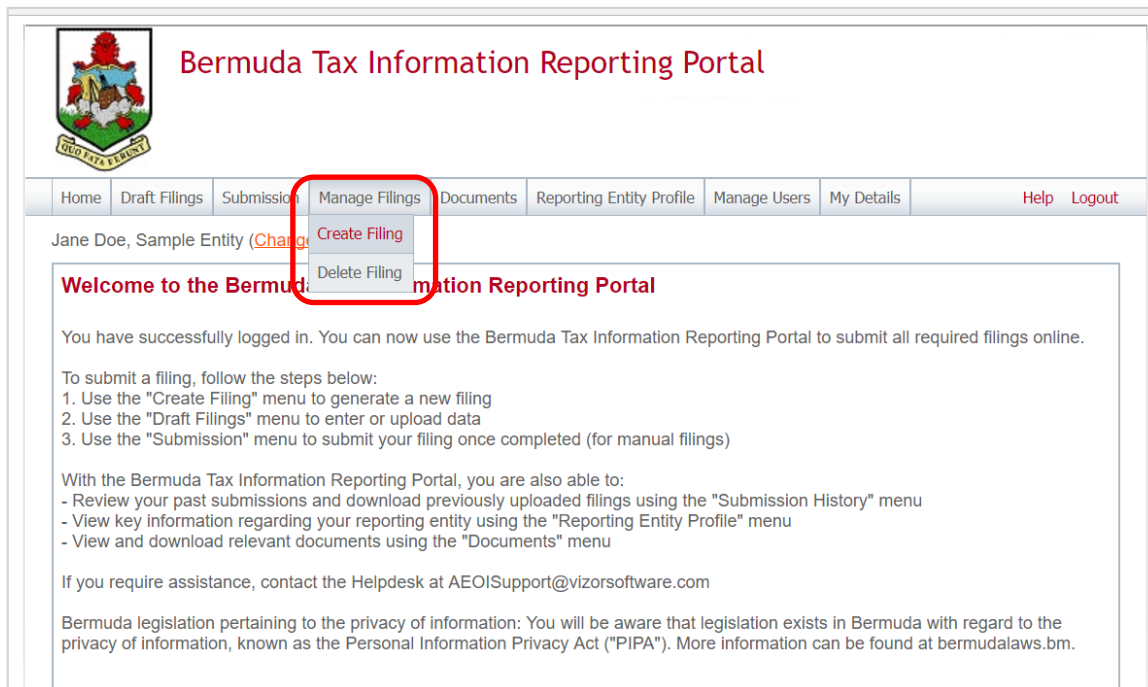 Bermuda Tax Information Reporting Portal
QUO FATA FERUNT
Home Draft Filings Submission Manage Filings Documents Reporting Entity Profile Manage Users My Details Help Logout
Jane Doe, Sample Entity (Change
Create Filing
Delete Filing
Welcome to the Bermuda mation Reporting Portal
You have successfully logged in. You can now use the Bermuda Tax Information Reporting Portal to submit all required filings online.
To submit a filing, follow the steps below:
1. Use the "Create Filing" menu to generate a new filing
2. Use the "Draft Filings" menu to enter or upload data
3. Use the "Submission" menu to submit your filing once completed (for manual filings)
With the Bermuda Tax Information Reporting Portal, you are also able to:
- Review your past submissions and download previously uploaded filings using the "Submission History" menu
- View key information regarding your reporting entity using the "Reporting Entity Profile" menu
- View and download relevant documents using the "Documents" menu
If you require assistance, contact the Helpdesk at AEOISupport@vizorsoftware.com
Bermuda legislation pertaining to the privacy of information: You will be aware that legislation exists in Bermuda with regard to the
privacy of information, known as the Personal Information Privacy Act ("PIPA"). More information can be found at bermudalaws.bm.